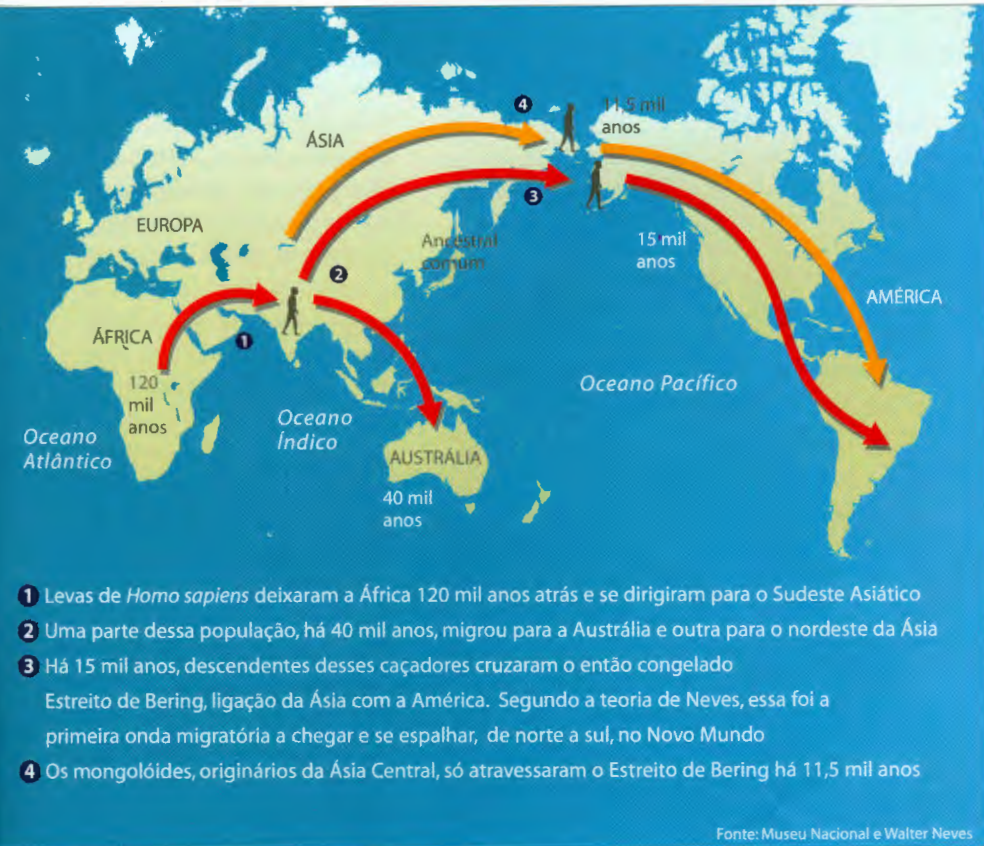 ÁSIA
4
11,5 mil
anos
EUROPA
3
Ancestral
comum
15 mil
anos
2
AMÉRICA
ÁFRICA
1
120
mil
anos
Oceano Pacífico
Oceano
Atlântico
Oceano
Índico
AUSTRÁLIA
40 mil
anos
1 Levas de Homo sapiens deixaram a África 120 mil anos atrás e se dirigiram para o Sudeste Asiático
2 Uma parte dessa população, há 40 mil anos, migrou para a Austrália e outra para o nordeste da Ásia
3 Há 15 mil anos, descendentes desses caçadores cruzaram o então congelado
Estreito de Bering, ligação da Ásia com a América. Segundo a teoria de Neves, essa foi a
primeira onda migratória a chegar e se espalhar, de norte a sul, no Novo Mundo
4 Os mongolóides, originários da Ásia Central, só atravessaram o Estreito de Bering há 11,5 mil anos
Fonte: Museu Nacional e Walter Neves